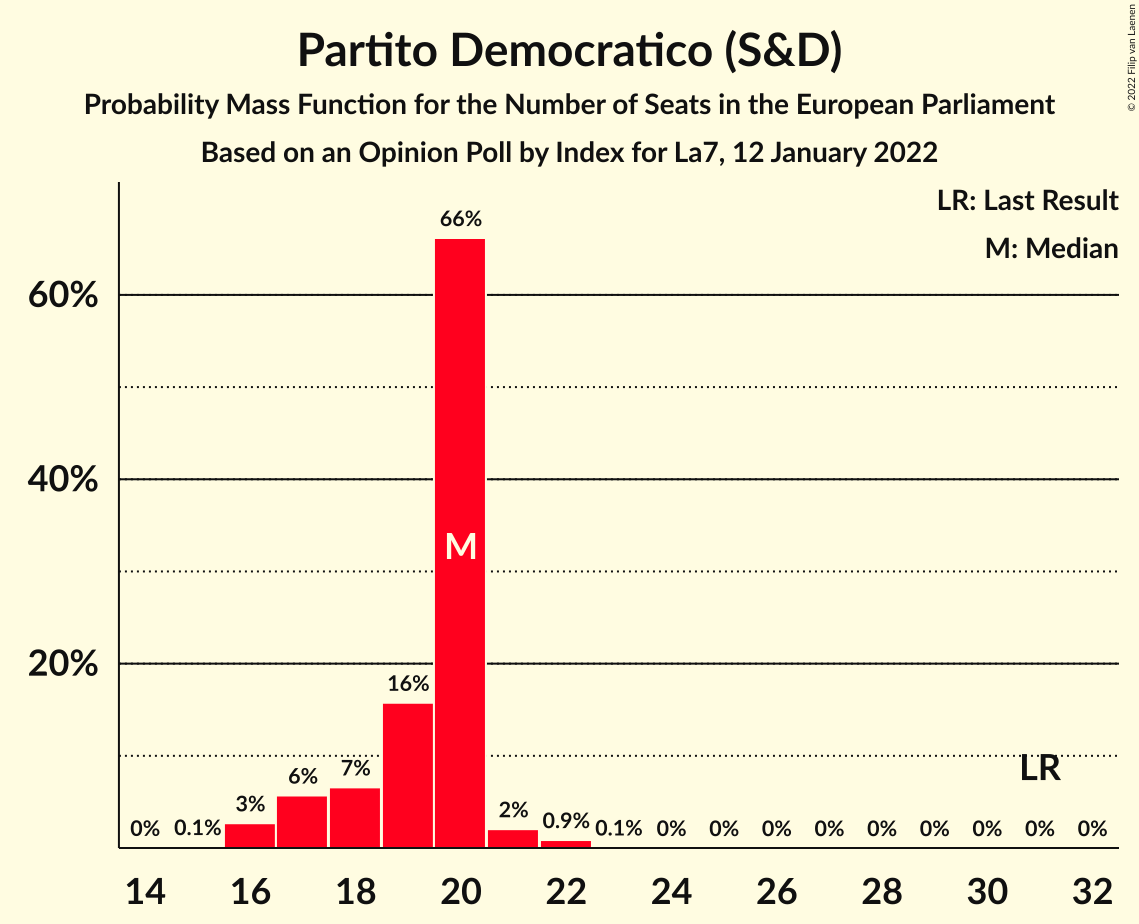 Partito Democratico (S&D)
Probability Mass Function for the Number of Seats in the European Parliament
Based on an Opinion Poll by Index for La7, 12 January 2022
© 2022 Filip van Laenen
LR: Last Result
M: Median
66%
60%
40%
M
20%
16%
LR
7%
6%
3%
2%
0% 0.1% 0.9% 0.1% 0% 0% 0% 0% 0% 0% 0% 0% 0%
14 16 18 20 22 24 26 28 30 32